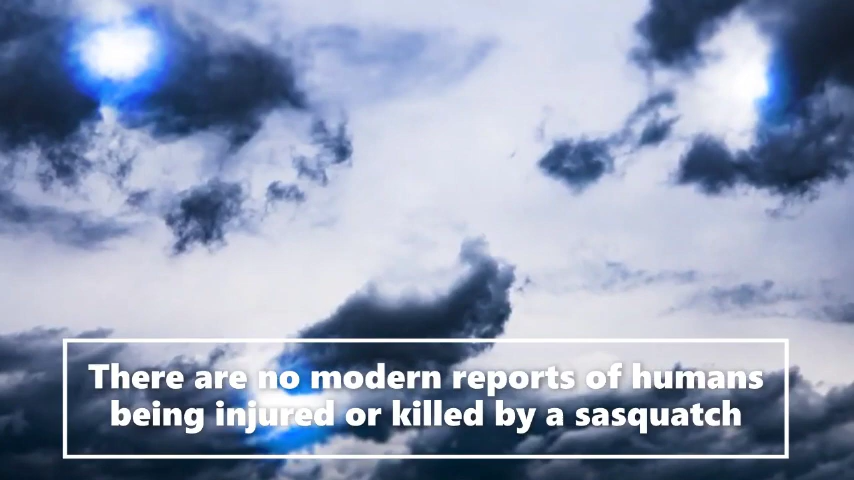 There are no modern reports of humans
being injured or killed by a sasquatch